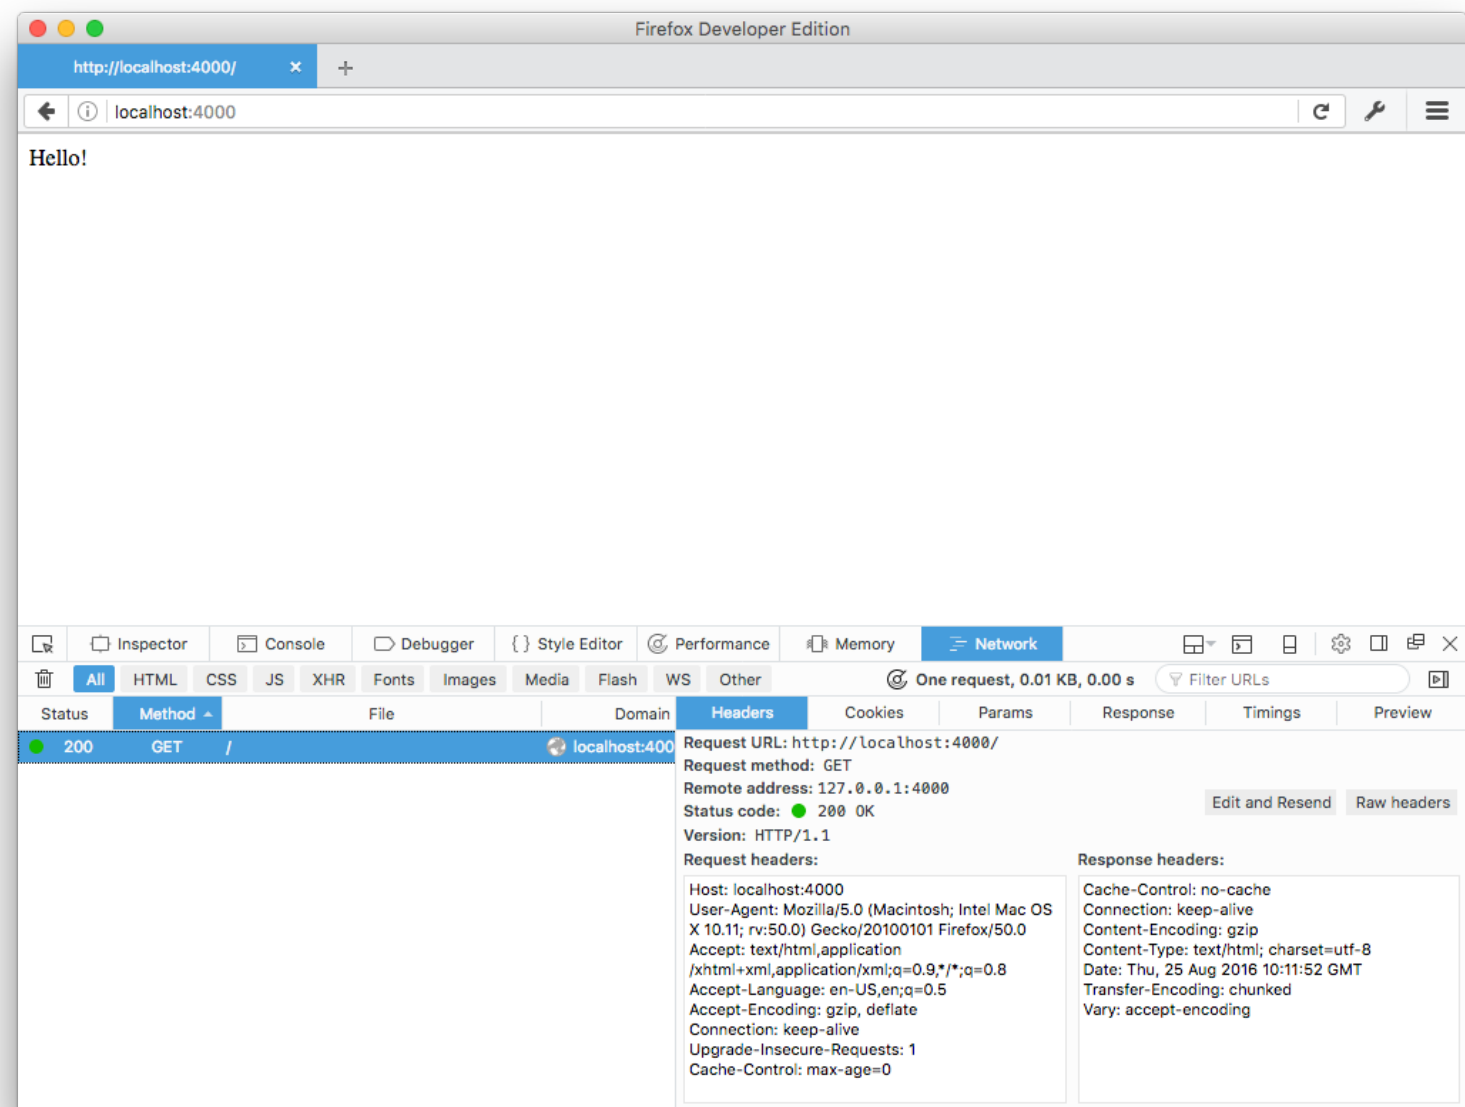 Firefox Developer Edition
http://localhost:4000/
localhost:4000
Hello!
Inspector Console Debugger { } Style Editor Performance Memory Network
All HTML CSS JS XHR Fonts Images Media Flash WS Other One request, 0.01 KB, 0.00 s Filter URLs
Status Method File Domain Headers Cookies Params Response Timings Preview
200 GET / localhost:400
Request URL: http://localhost:4000/
Request method: GET
Remote address: 127.0.0.1:4000
Status code: 200 OK
Edit and Resend Raw headers
Version: HTTP/1.1
Request headers:
Host: localhost:4000
User-Agent: Mozilla/5.0 (Macintosh; Intel Mac OS
X 10.11; rv:50.0) Gecko/20100101 Firefox/50.0
Accept: text/html,application
/xhtml+xml,application/xml;q=0.9,*/*;q=0.8
Accept-Language: en-US,en;q=0.5
Accept-Encoding: gzip, deflate
Connection: keep-alive
Upgrade-Insecure-Requests: 1
Cache-Control: max-age=0
Response headers:
Cache-Control: no-cache
Connection: keep-alive
Content-Encoding: gzip
Content-Type: text/html; charset=utf-8
Date: Thu, 25 Aug 2016 10:11:52 GMT
Transfer-Encoding: chunked
Vary: accept-encoding